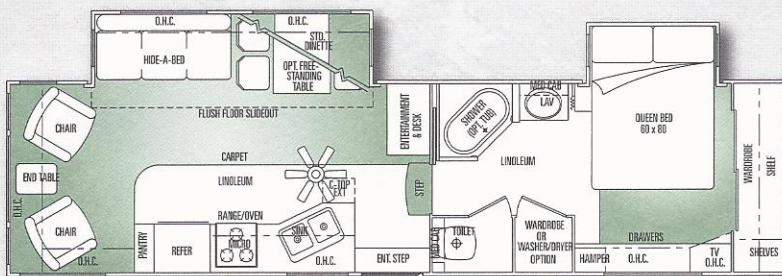 O.H.C.
HIDE-A-BED
O.H.C.
STD.
DINETTE
OPT. FREE-
STANDING
TABLE
FLUSH FLOOR SLIDEOUT
ENTERTAINMENT
& DESK
CHAIR
END TABLE
O.H.C.
CHAIR
CARPET
LINOLEUM
C-TOP
EXT
STEP
PANTRY
REFER
RANGE/OVEN
MICRO
SINK
O.H.C.
ENT. STEP
SHOWER
(OPT. TUB)
MED CAB
LAV
LINOLEUM
MED CAB
TOILET
WARDROBE
OR
WASHER/DRYER
OPTION
QUEEN BED
60 x 80
DRAWERS
HAMPER
O.H.C.
TV
O.H.C.
WARDROBE
SHELF
SHELVES